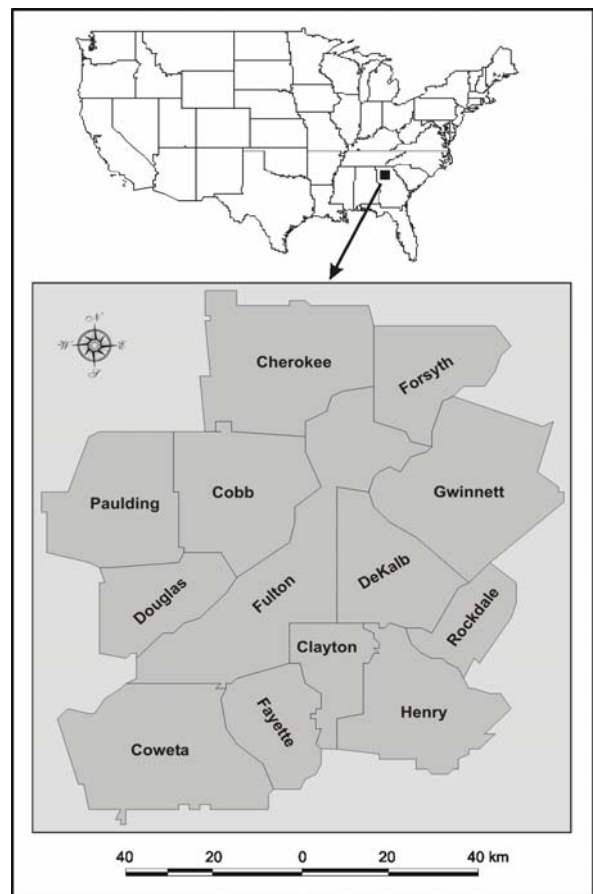 N
W E
S
Cherokee
Forsyth
Paulding
Cobb
Gwinnett
Douglas
Fulton
DeKalb
Rockdale
Clayton
Fayette
Henry
Coweta
40 20 0 20 40 km